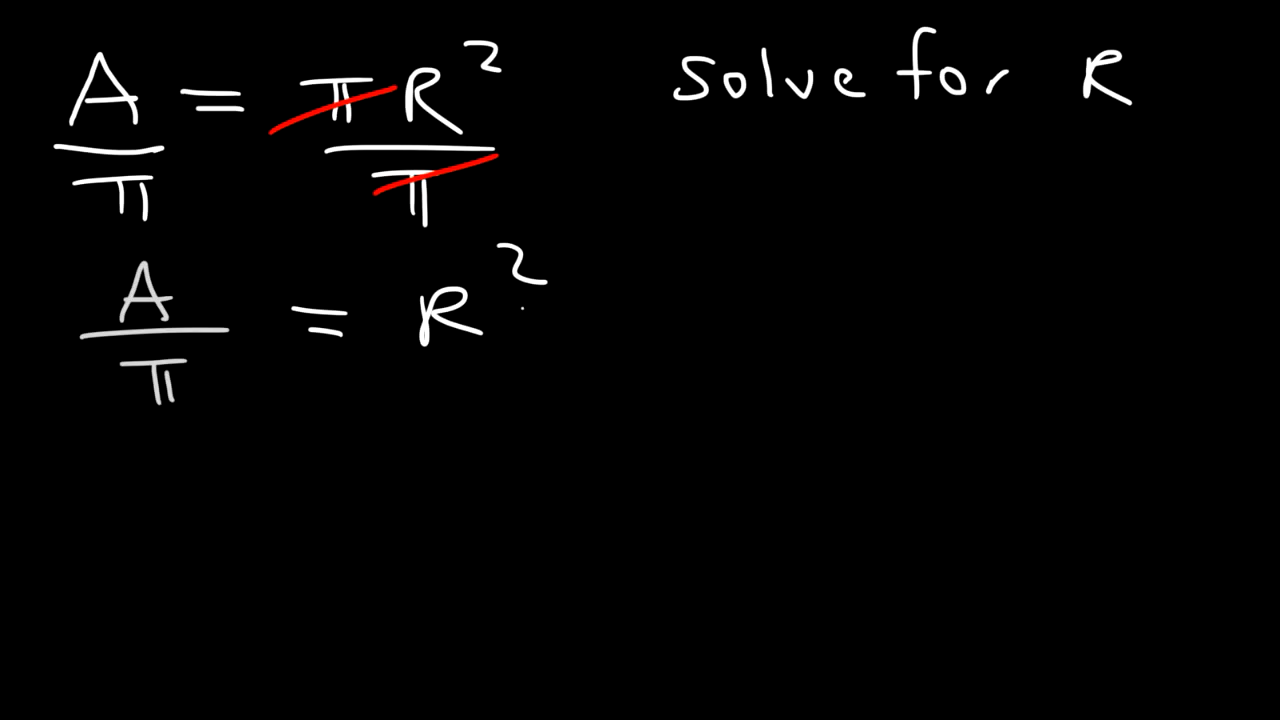 A = πR² solve for R
π π
A = R²
π